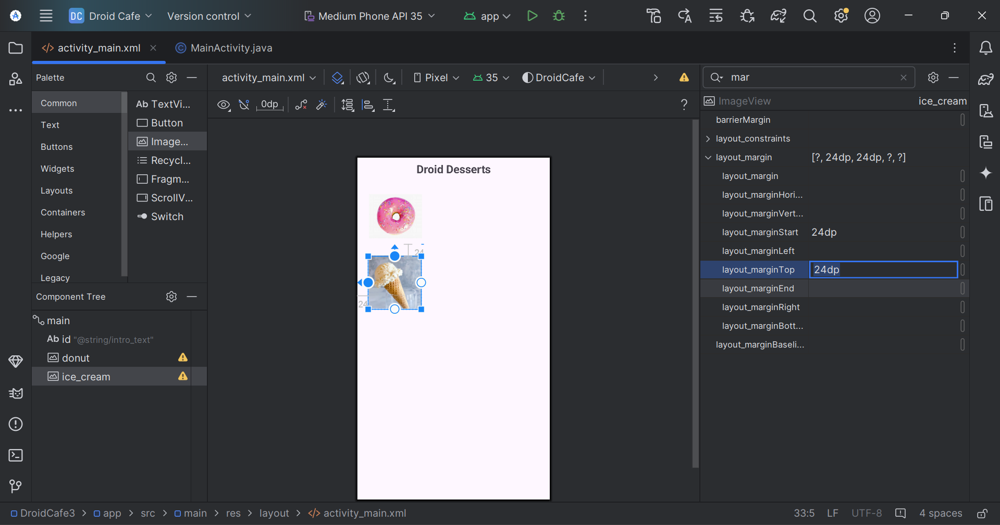 DC Droid Cafe Version control Medium Phone API 35 app
activity_main.xml MainActivity.java
Palette
Common
Text
Buttons
Widgets
Layouts
Containers
Helpers
Google
Legacy
Ab TextVi...
Button
Image...
Recycl...
Fragm...
ScrollV...
Switch
Component Tree
main
Ab id "@string/intro_text"
donut
ice_cream
activity_main.xml Pixel 35 DroidCafe
0dp ?
Droid Desserts
24
24
mar
ImageView ice_cream
barrierMargin
layout_constraints
layout_margin [?, 24dp, 24dp, ?, ?]
layout_margin
layout_marginHori...
layout_marginVert...
layout_marginStart 24dp
layout_marginLeft
layout_marginTop 24dp
layout_marginEnd
layout_marginRight
layout_marginBott...
layout_marginBaseli...
DroidCafe3 > app > src > main > res > layout > activity_main.xml 33:5 LF UTF-8 4 spaces